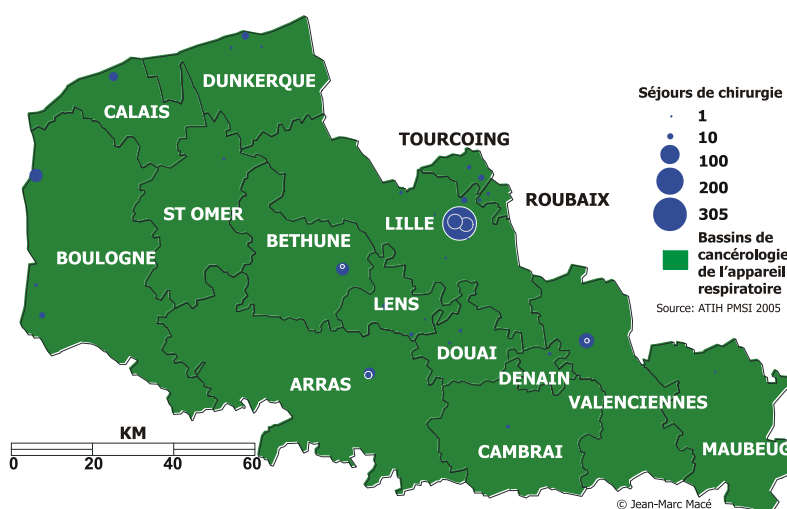 DUNKERQUE
CALAIS
TOURCOING
ROUBAIX
ST OMER
LILLE
BETHUNE
BOULOGNE
LENS
DOUAI
ARRAS
DENAIN
VALENCIENNES
CAMBRAI
MAUBEUG
Séjours de chirurgie
1
10
100
200
305
Bassins de
cancérologie
de l'appareil
respiratoire
Source: ATIH PMSI 2005
KM
0 20 40 60
© Jean-Marc Macé